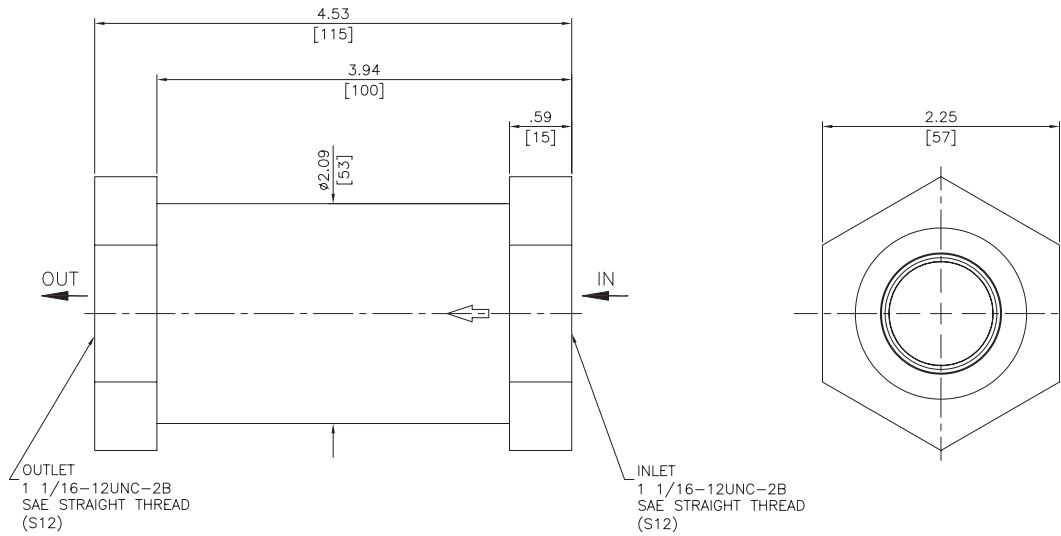 4.53
[115]
3.94
[100]
.59
[15]
2.25
[57]
⌀2.09
[53]
OUT
IN
OUTLET
1 1/16-12UNC-2B
SAE STRAIGHT THREAD
(S12)
INLET
1 1/16-12UNC-2B
SAE STRAIGHT THREAD
(S12)